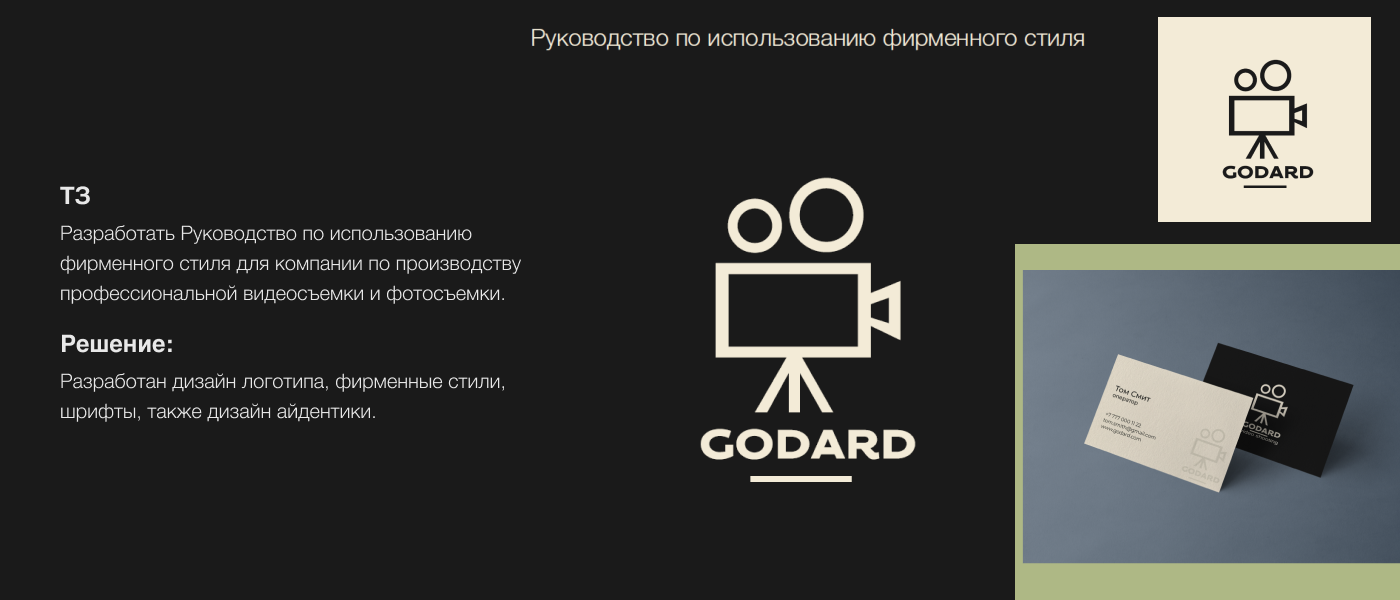 Руководство по использованию фирменного стиля
GODARD
ТЗ
Разработать Руководство по использованию
фирменного стиля для компании по производству
профессиональной видеосъемки и фотосъемки.
Решение:
Разработан дизайн логотипа, фирменные стили,
шрифты, также дизайн айдентики.
GODARD
Том Смит
оператор
+7 777 000 11 22
tom.smith@gmail.com
www.godard.com
GODARD
GODARD